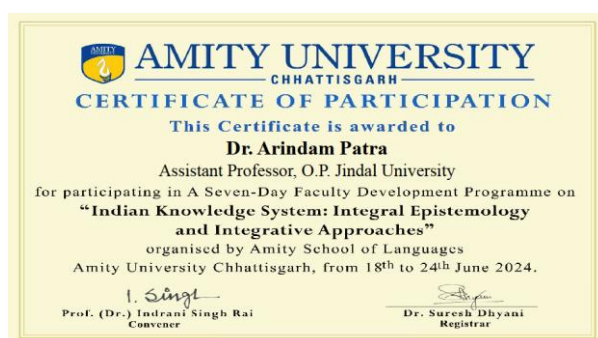 AMITY
AMITY UNIVERSITY
CHHATTISGARH
CERTIFICATE OF PARTICIPATION
This Certificate is awarded to
Dr. Arindam Patra
Assistant Professor, O.P. Jindal University
for participating in A Seven-Day Faculty Development Programme on
“Indian Knowledge System: Integral Epistemology
and Integrative Approaches”
organised by Amity School of Languages
Amity University Chhattisgarh, from 18th to 24th June 2024.
I. Singh
Prof. (Dr.) Indrani Singh Rai
Convener
Dr. Suresh Dhyani
Registrar